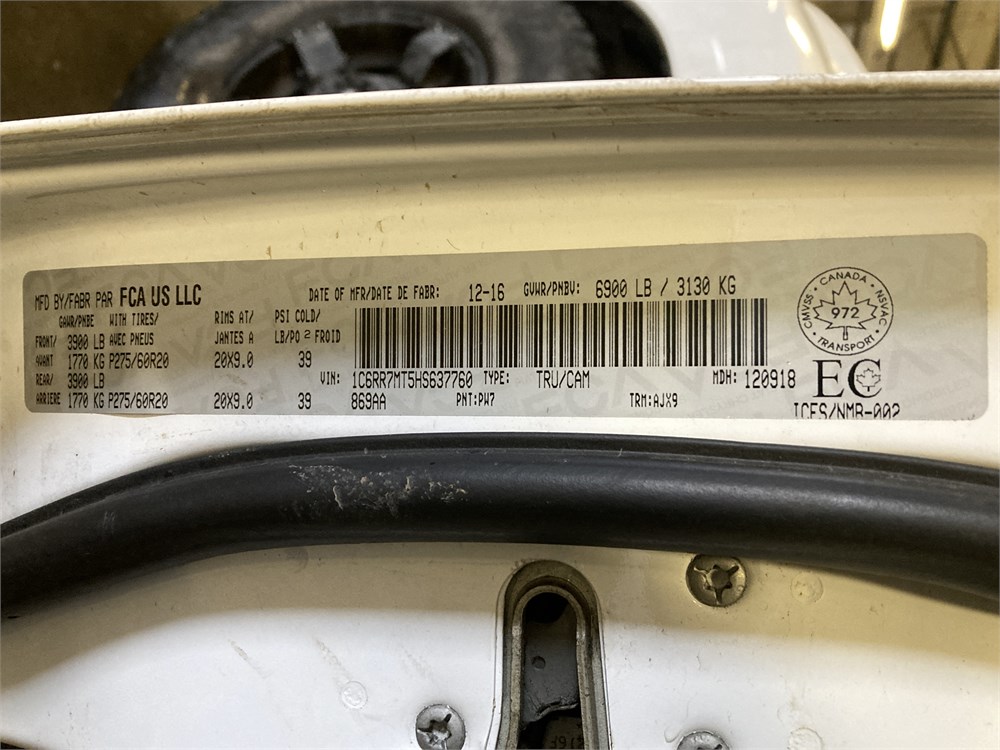 MFD BY/FABR PAR FCA US LLC
DATE OF MFR/DATE DE FABR: 12-16 GVWR/PNBV: 6900 LB / 3130 KG
GAWR/PNBE WITH TIRES/ RIMS AT/ PSI COLD/
FRONT/ 3900 LB AVEC PNEUS JANTES A LB/PO 2 FROID
AVANT 1770 KG P275/60R20 20X9.0 39
REAR/ 3900 LB
ARRIERE 1770 KG P275/60R20 20X9.0 39
VIN: 1C6RR7MT5HS637760 TYPE: TRU/CAM MDH: 120918
869AA PNT:PW7 TRM:AJX9
CANADA
CMVSS · NSVAC
972
TRANSPORT
EC
ICES/NMB-002